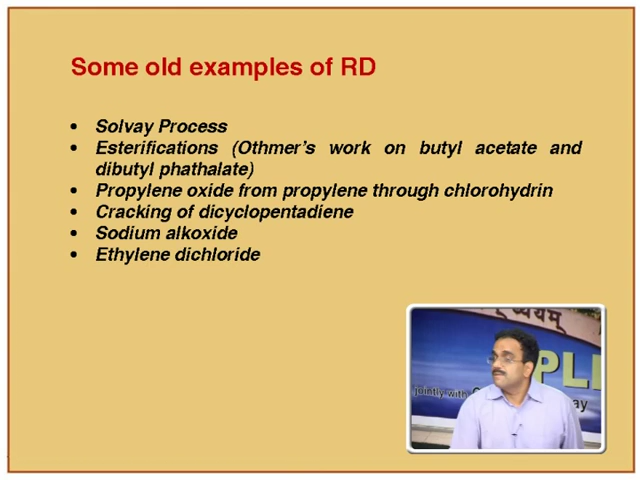 Some old examples of RD
• Solvay Process
• Esterifications (Othmer's work on butyl acetate and
dibutyl phathalate)
• Propylene oxide from propylene through chlorohydrin
• Cracking of dicyclopentadiene
• Sodium alkoxide
• Ethylene dichloride
PLI
jointly with
ay